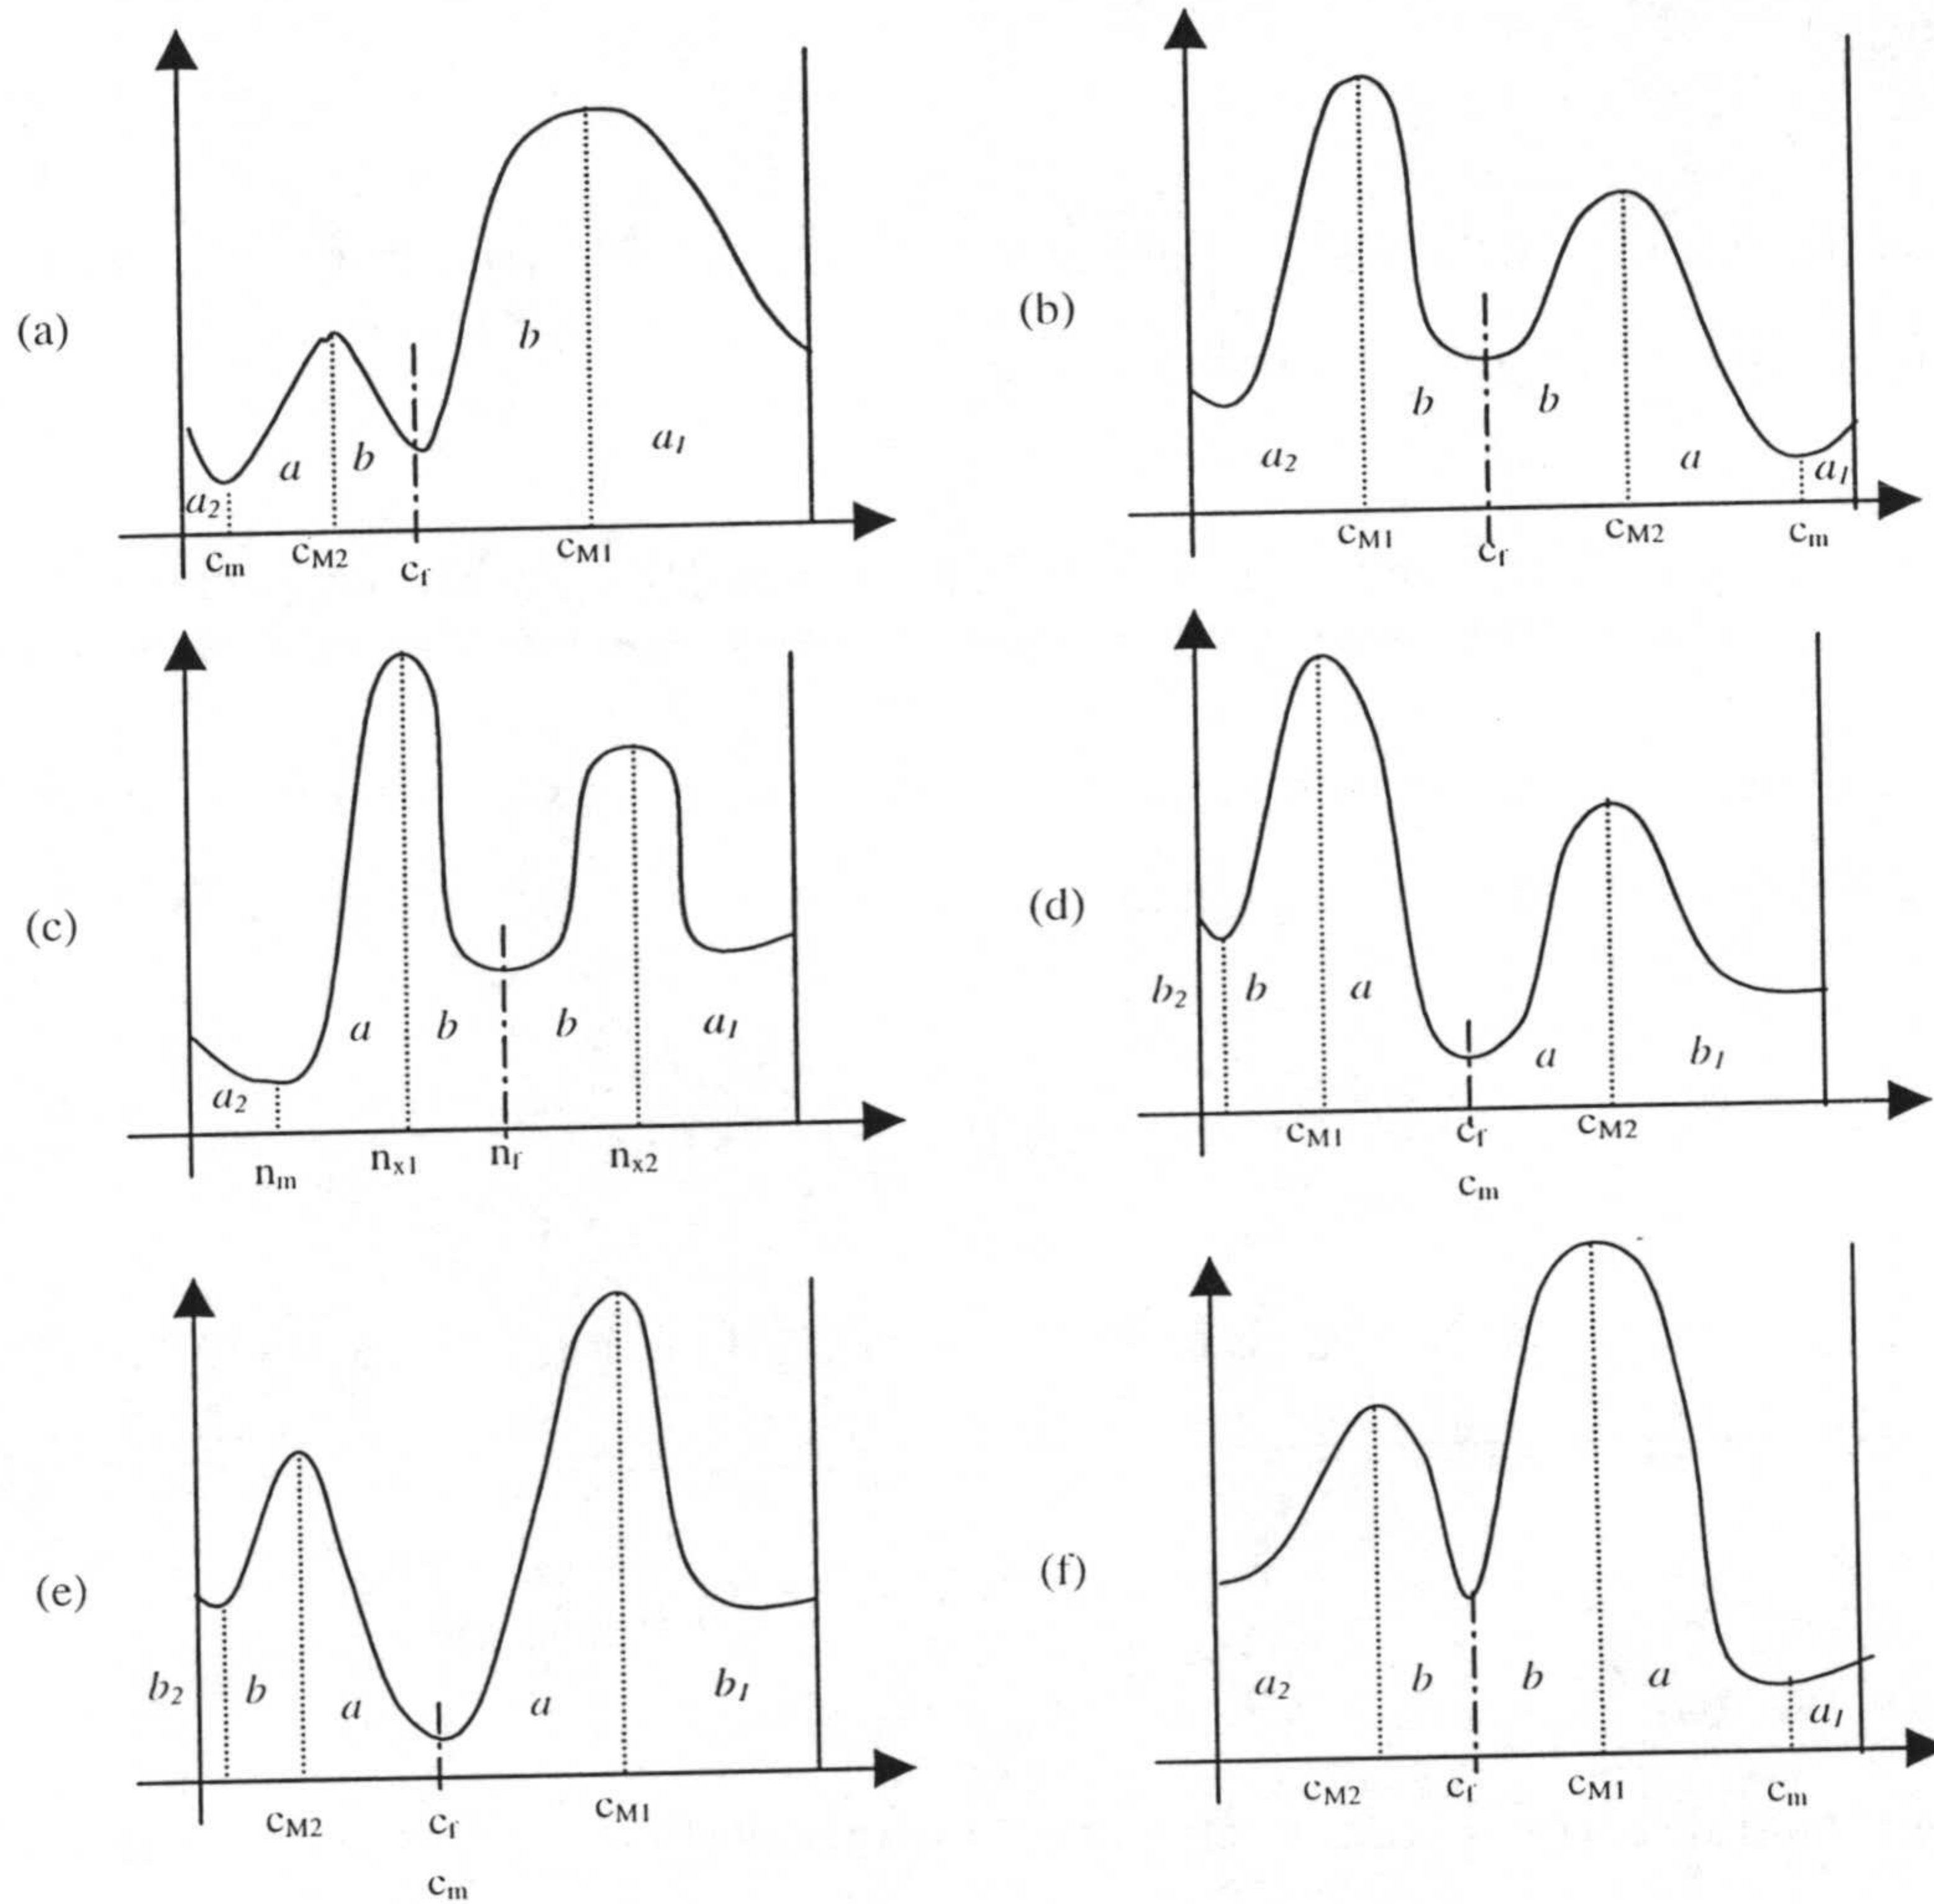 (a)
b
a b
a₁
a₂
c_m c_M2 c_f c_M1
(b)
b b
a₂ a a₁
c_M1 c_f c_M2 c_m
(c)
a b b a₁
a₂
n_m n_x1 n_f n_x2
(d)
b₂ b a
a b₁
c_M1 c_f c_M2
c_m
(e)
b₂ b a a b₁
c_M2 c_f c_M1
c_m
(f)
a₂ b b a
a₁
c_M2 c_f c_M1 c_m